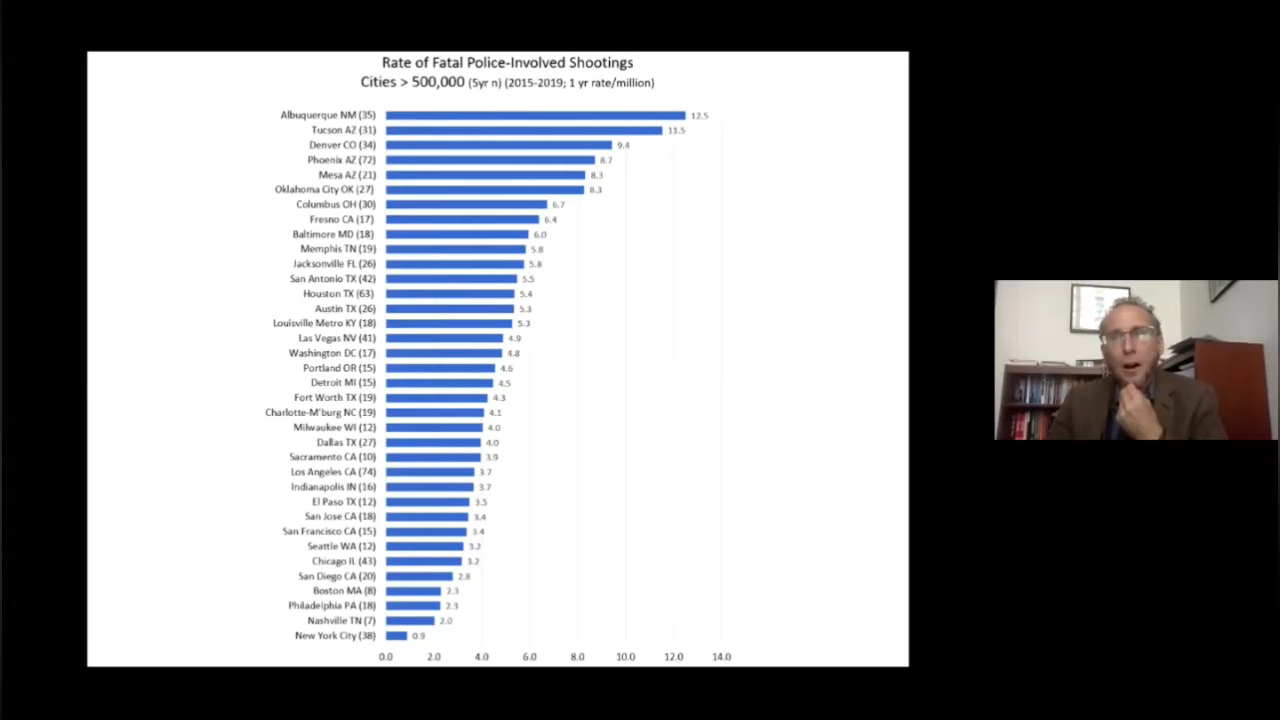 Rate of Fatal Police-Involved Shootings
Cities > 500,000 (5yr n) (2015-2019; 1 yr rate/million)
Albuquerque NM (35) 12.5
Tucson AZ (31) 11.5
Denver CO (34) 9.4
Phoenix AZ (72) 8.7
Mesa AZ (21) 8.3
Oklahoma City OK (27) 8.3
Columbus OH (30) 6.7
Fresno CA (17) 6.4
Baltimore MD (18) 6.0
Memphis TN (19) 5.8
Jacksonville FL (26) 5.8
San Antonio TX (42) 5.5
Houston TX (63) 5.4
Austin TX (26) 5.3
Louisville Metro KY (18) 5.3
Las Vegas NV (41) 4.9
Washington DC (17) 4.8
Portland OR (15) 4.6
Detroit MI (15) 4.5
Fort Worth TX (19) 4.3
Charlotte-M'burg NC (19) 4.1
Milwaukee WI (12) 4.0
Dallas TX (27) 4.0
Sacramento CA (10) 3.9
Los Angeles CA (74) 3.7
Indianapolis IN (16) 3.7
El Paso TX (12) 3.5
San Jose CA (18) 3.4
San Francisco CA (15) 3.4
Seattle WA (12) 3.2
Chicago IL (43) 3.2
San Diego CA (20) 2.8
Boston MA (8) 2.3
Philadelphia PA (18) 2.3
Nashville TN (7) 2.0
New York City (38) 0.9
0.0 2.0 4.0 6.0 8.0 10.0 12.0 14.0